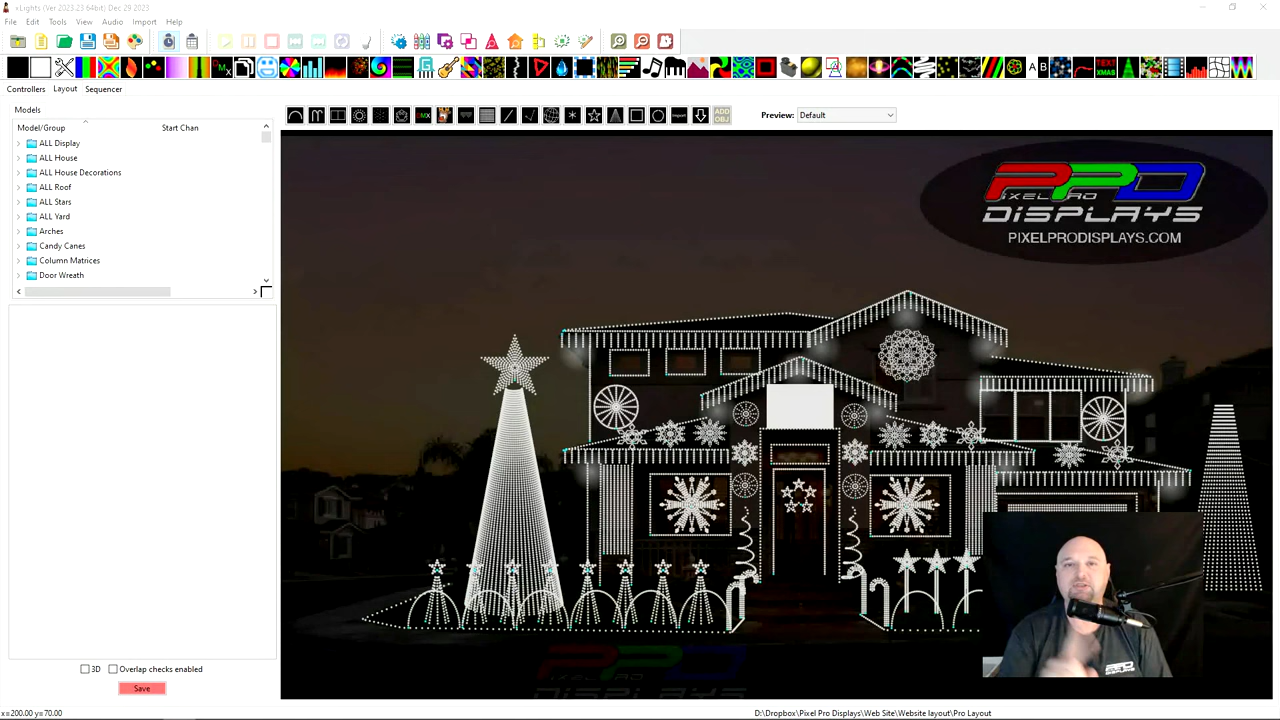 xLights (Ver 2023.23 64bit) Dec 29 2023
File Edit Tools View Audio Import Help
Controllers Layout Sequencer
Models
Preview: Default
Model/Group Start Chan
ALL Display
ALL House
ALL House Decorations
ALL Roof
ALL Stars
ALL Yard
Arches
Candy Canes
Column Matrices
Door Wreath
PPD
PIXEL PRO
DISPLAYS
PIXELPRODISPLAYS.COM
3D Overlap checks enabled
Save
x=200.00 y=70.00 D:\Dropbox\Pixel Pro Displays\Web Site\Website layout\Pro Layout